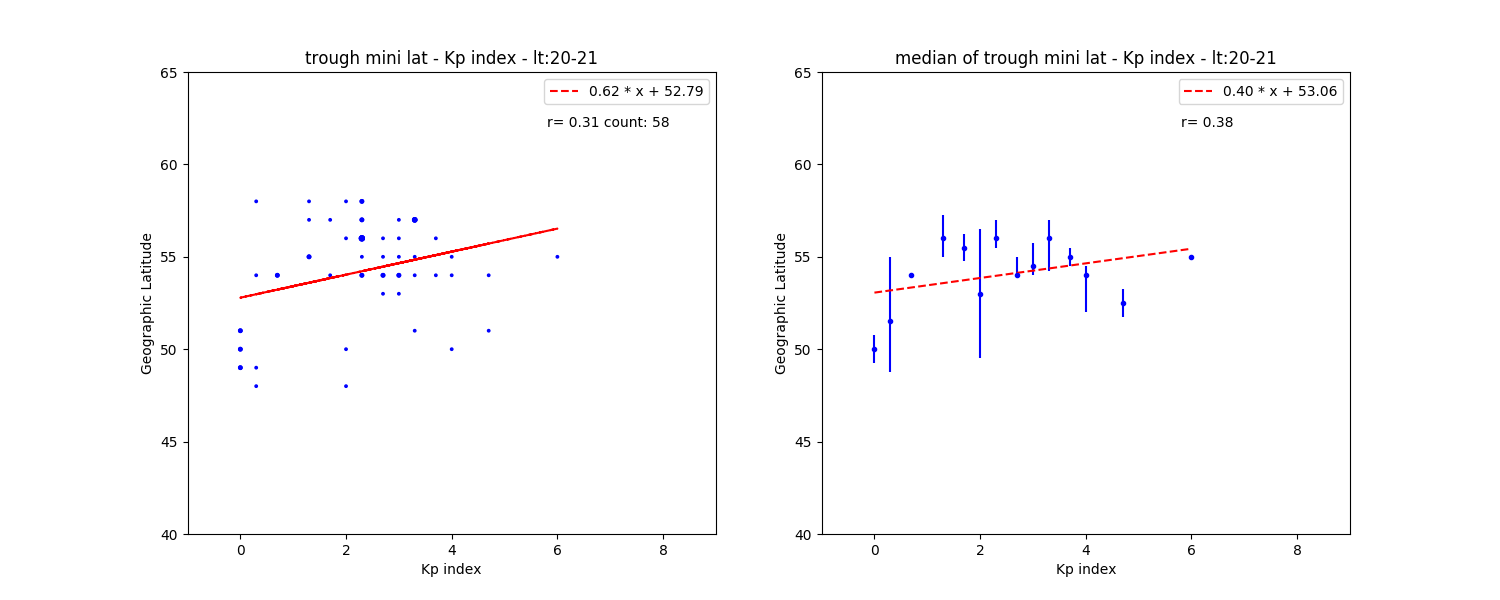 trough mini lat - Kp index - lt:20-21
65
60
55
50
45
40
Geographic Latitude
0.62 * x + 52.79
r= 0.31 count: 58
0 2 4 6 8
Kp index
median of trough mini lat - Kp index - lt:20-21
65
60
55
50
45
40
Geographic Latitude
0.40 * x + 53.06
r= 0.38
0 2 4 6 8
Kp index